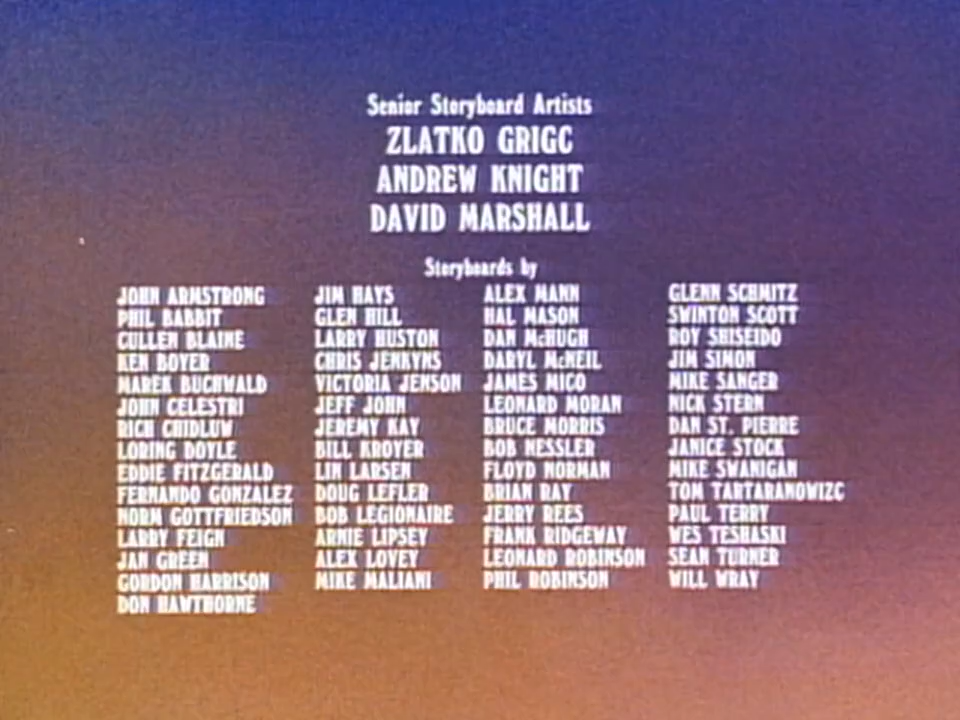 Senior Storyboard Artists
ZLATKO GRIGC
ANDREW KNIGHT
DAVID MARSHALL
Storyboards by
JOHN ARMSTRONG
PHIL BABBIT
CULLEN BLAINE
KEN BOYER
MAREK BUCHWALD
JOHN CELESTRI
RICH CHIDLUW
LORING DOYLE
EDDIE FITZGERALD
FERNANDO GONZALEZ
NORM GOTTFRIEDSON
LARRY FEIGN
JAN GREEN
GORDON HARRISON
DON HAWTHORNE
JIM HAYS
GLEN HILL
LARRY HUSTON
CHRIS JENKYNS
VICTORIA JENSON
JEFF JOHN
JEREMY KAY
BILL KROYER
LIN LARSEN
DOUG LEFLER
BOB LEGIONAIRE
ARNIE LIPSEY
ALEX LOVEY
MIKE MALIANI
ALEX MANN
HAL MASON
DAN McHUGH
DARYL McNEIL
JAMES MICO
LEONARD MORAN
BRUCE MORRIS
BOB NESSLER
FLOYD NORMAN
BRIAN RAY
JERRY REES
FRANK RIDGEWAY
LEONARD ROBINSON
PHIL ROBINSON
GLENN SCHMITZ
SWINTON SCOTT
ROY SHISEIDO
JIM SIMON
MIKE SANGER
NICK STERN
DAN ST. PIERRE
JANICE STOCK
MIKE SWANIGAN
TOM TARTARANOWIZC
PAUL TERRY
WES TESHASKI
SEAN TURNER
WILL WRAY